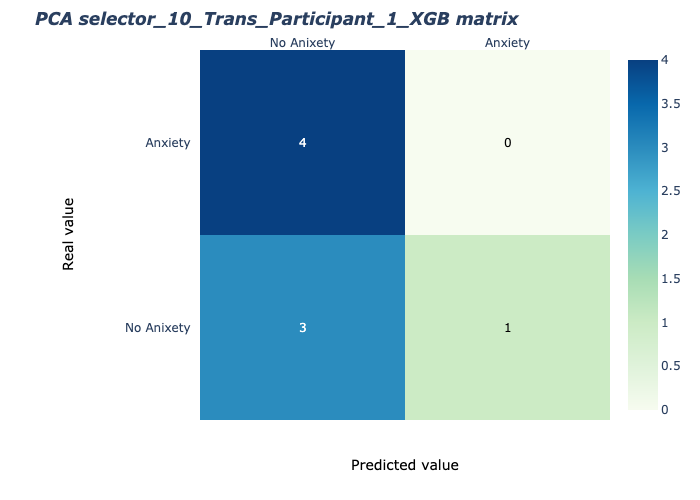 PCA selector_10_Trans_Participant_1_XGB matrix
No Anixety
Anxiety
4
3.5
3
2.5
2
1.5
1
0.5
0
Anxiety
4
0
Real value
No Anixety
3
1
Predicted value